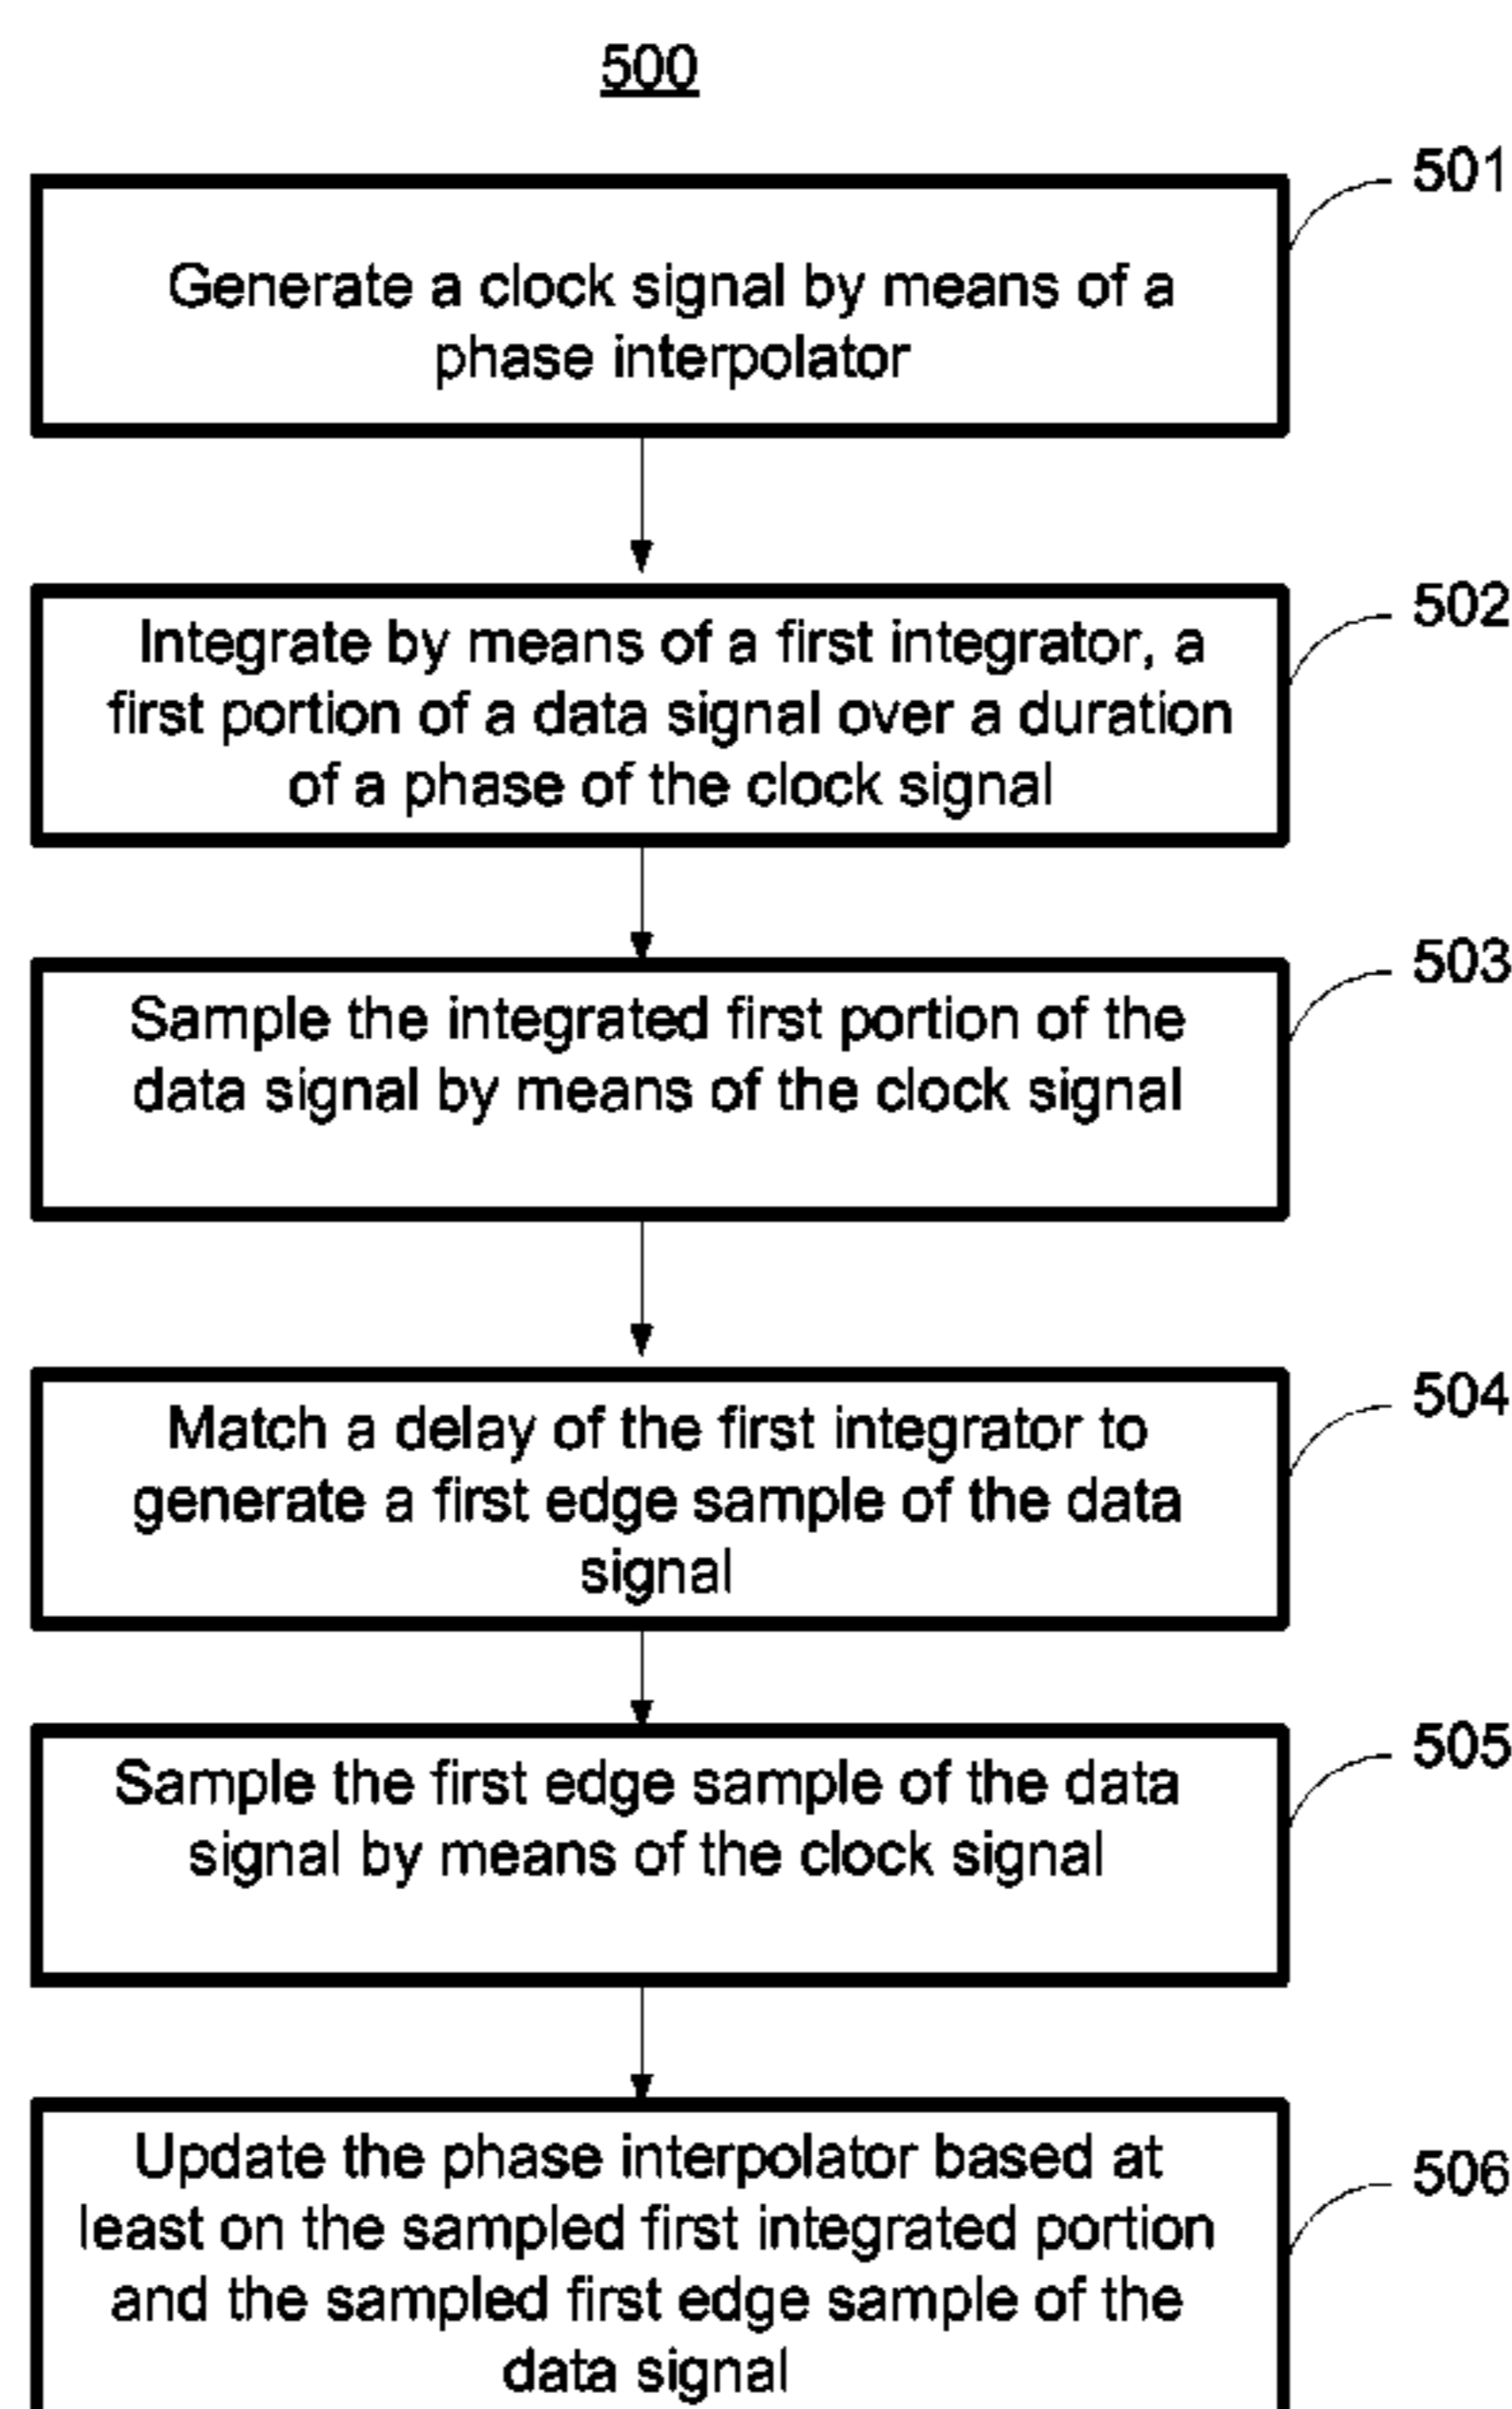 500
501
Generate a clock signal by means of a
phase interpolator
502
Integrate by means of a first integrator, a
first portion of a data signal over a duration
of a phase of the clock signal
503
Sample the integrated first portion of the
data signal by means of the clock signal
504
Match a delay of the first integrator to
generate a first edge sample of the data
signal
505
Sample the first edge sample of the data
signal by means of the clock signal
506
Update the phase interpolator based at
least on the sampled first integrated portion
and the sampled first edge sample of the
data signal